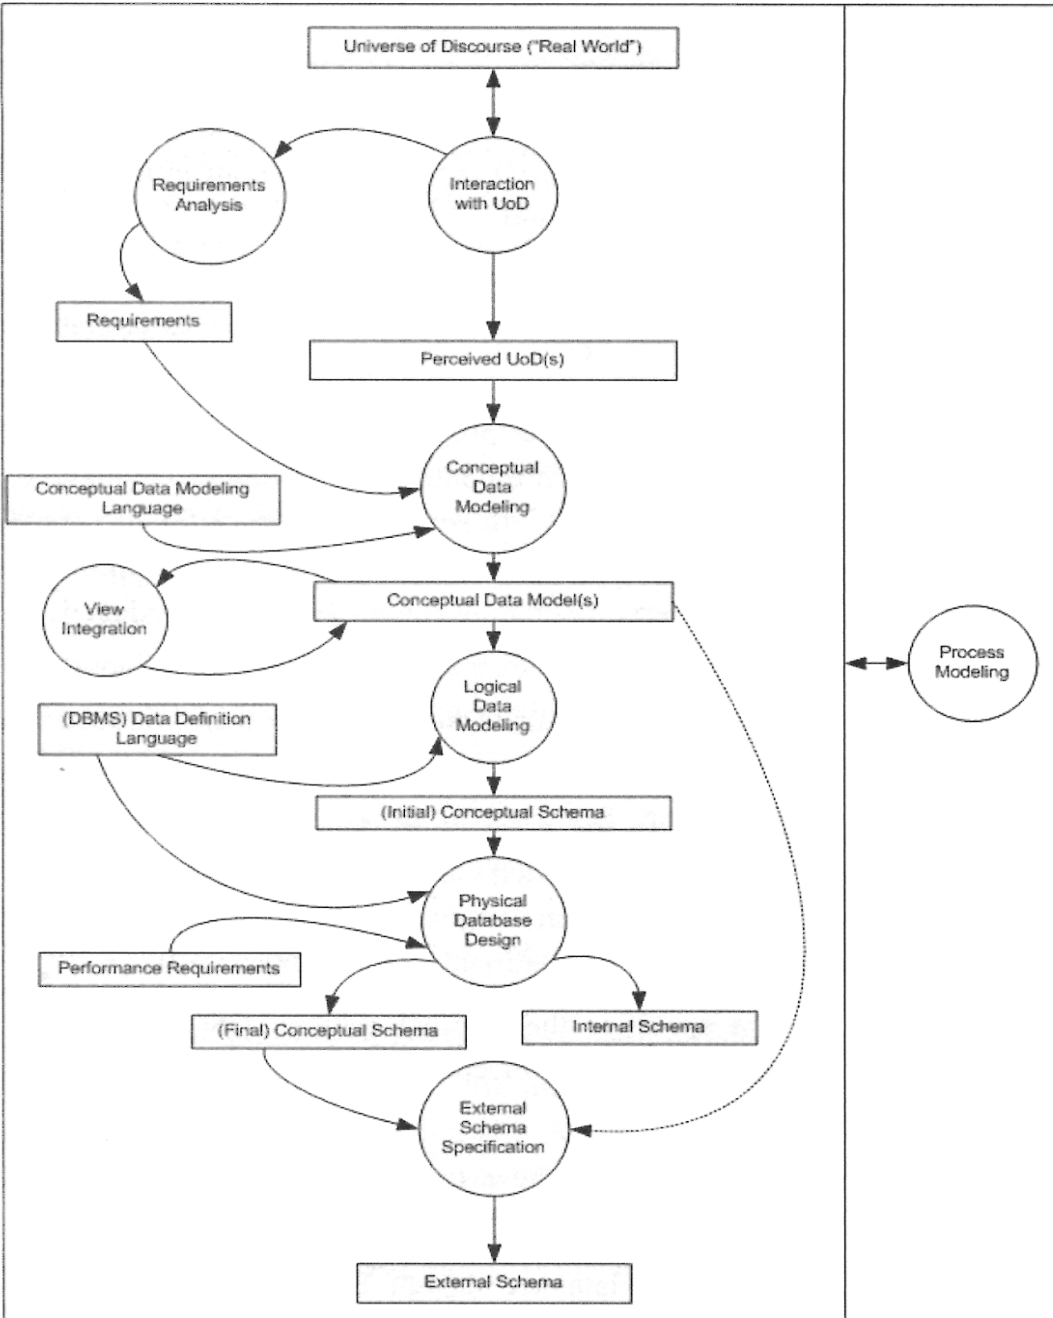 Universe of Discourse ("Real World")
Requirements
Analysis
Interaction
with UoD
Requirements
Perceived UoD(s)
Conceptual
Data
Modeling
Conceptual Data Modeling
Language
View
Integration
Conceptual Data Model(s)
Process
Modeling
Logical
Data
Modeling
(DBMS) Data Definition
Language
(Initial) Conceptual Schema
Physical
Database
Design
Performance Requirements
(Final) Conceptual Schema
Internal Schema
External
Schema
Specification
External Schema